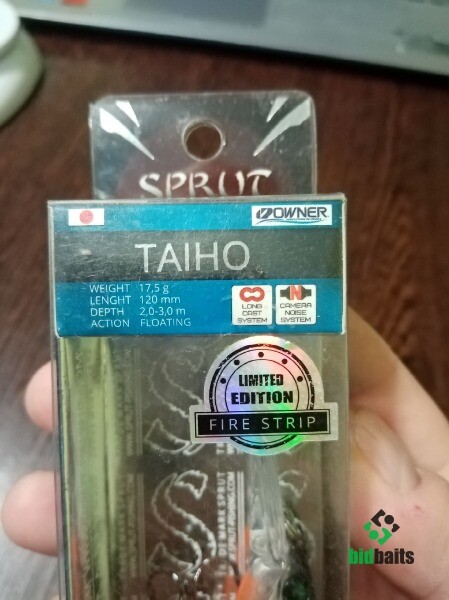 SPRUT
OWNER
TAIHO
WEIGHT 17,5 g
LENGHT 120 mm
DEPTH 2,0-3,0 m
ACTION FLOATING
LONG CAST SYSTEM
N
CAMERA NOISE SYSTEM
LIMITED
EDITION
FIRE STRIP
bidbaits